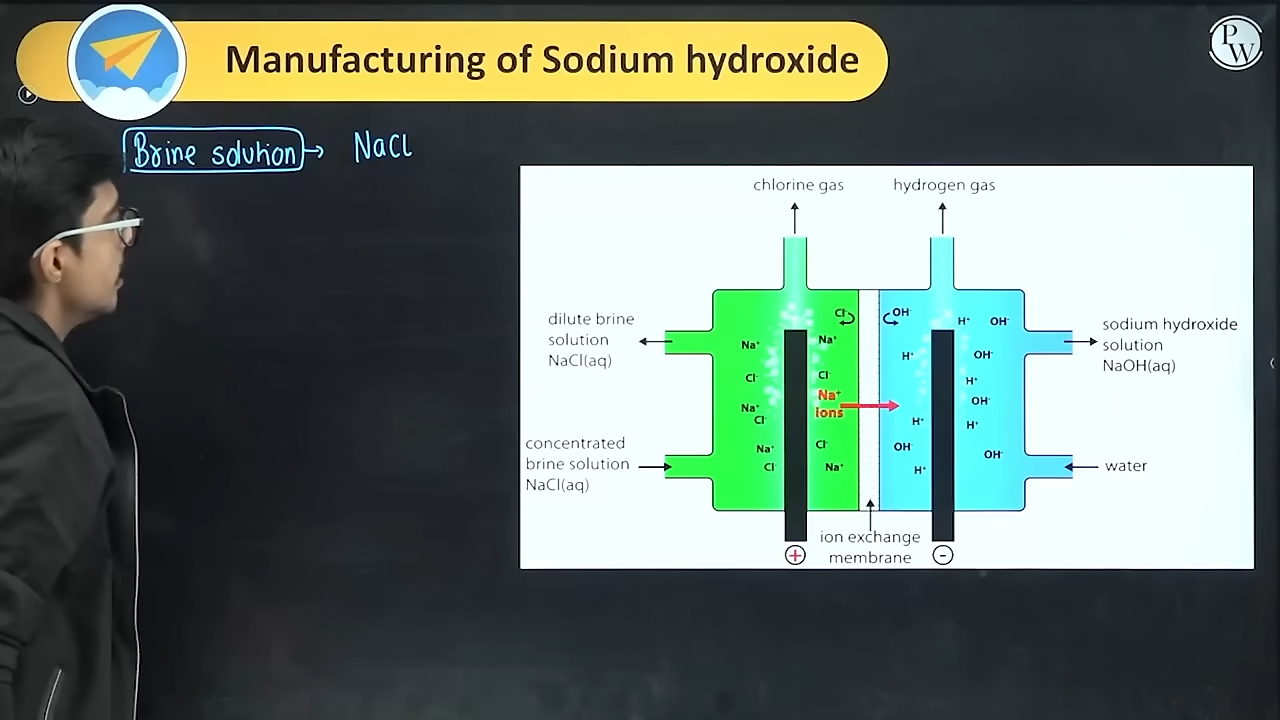 Manufacturing of Sodium hydroxide
PW
Brine solution → NaCl
chlorine gas
hydrogen gas
dilute brine
solution
NaCl(aq)
concentrated
brine solution
NaCl(aq)
Cl⁻
Na⁺
Na⁺
Cl⁻
Cl⁻
Na⁺
ions
Na⁺
Cl⁻
Na⁺
Cl⁻
Cl⁻
Na⁺
OH⁻
H⁺
OH⁻
H⁺
OH⁻
H⁺
OH⁻
H⁺
H⁺
OH⁻
OH⁻
H⁺
sodium hydroxide
solution
NaOH(aq)
water
ion exchange
membrane
+
-